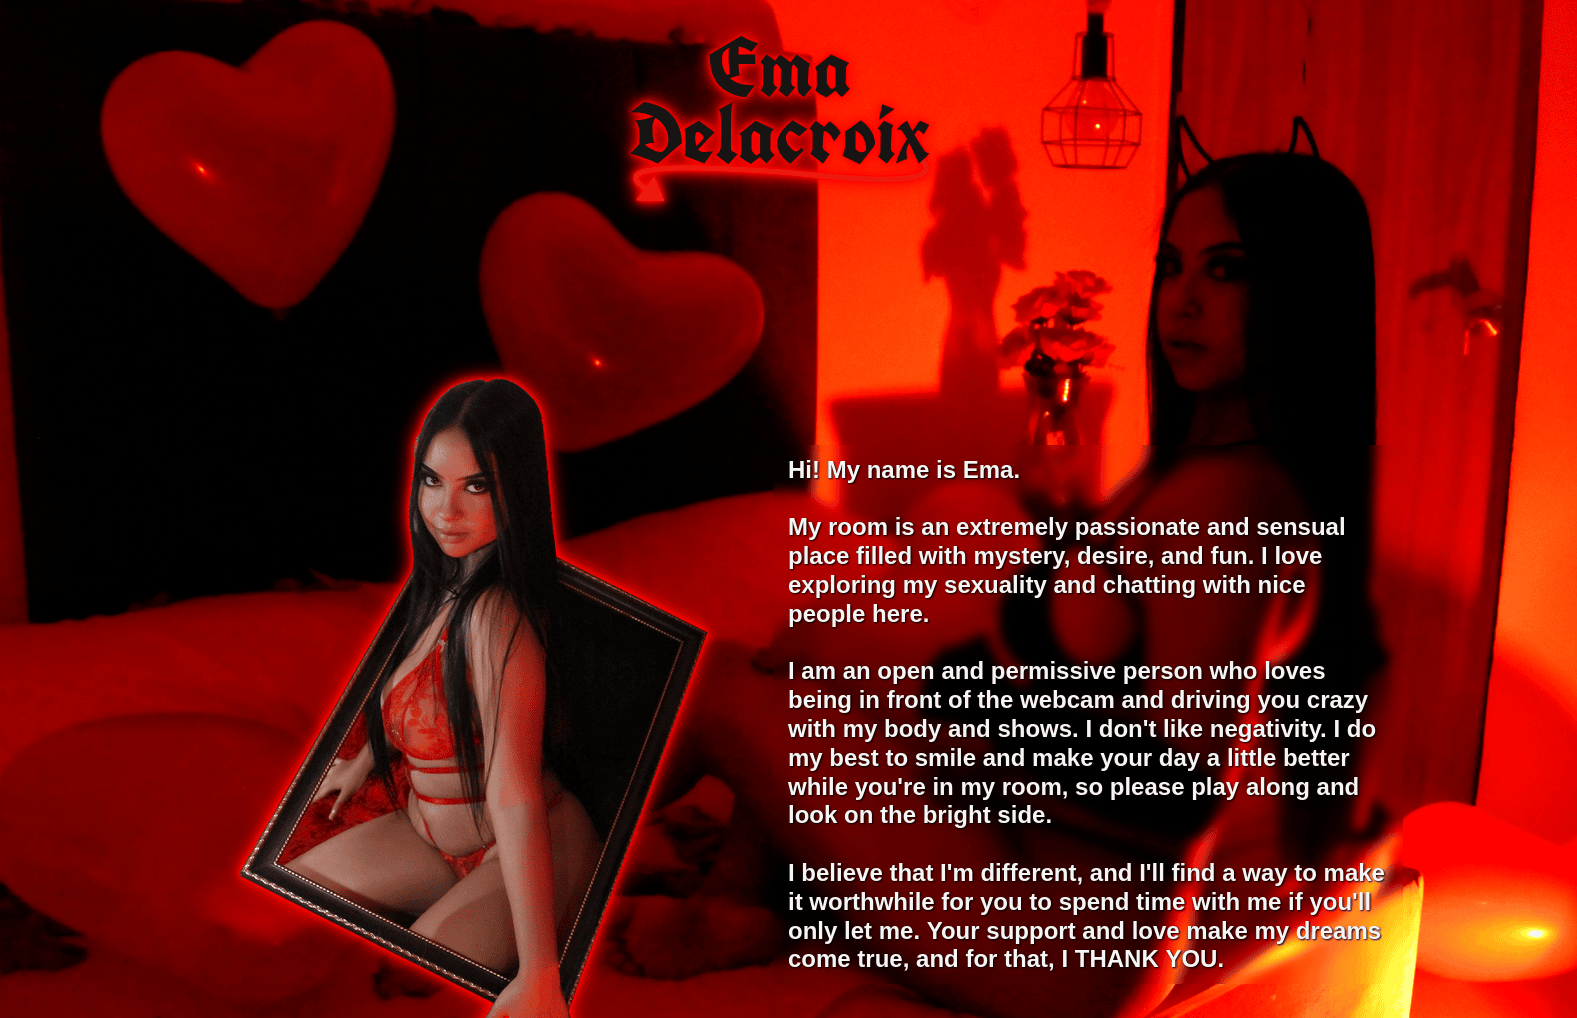 Ema
Delacroix
Hi! My name is Ema.
My room is an extremely passionate and sensual
place filled with mystery, desire, and fun. I love
exploring my sexuality and chatting with nice
people here.
I am an open and permissive person who loves
being in front of the webcam and driving you crazy
with my body and shows. I don't like negativity. I do
my best to smile and make your day a little better
while you're in my room, so please play along and
look on the bright side.
I believe that I'm different, and I'll find a way to make
it worthwhile for you to spend time with me if you'll
only let me. Your support and love make my dreams
come true, and for that, I THANK YOU.